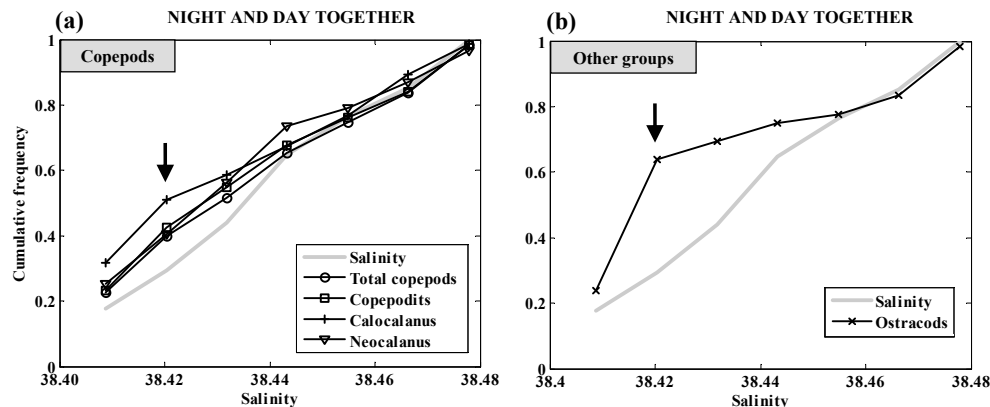 (a)
NIGHT AND DAY TOGETHER
Copepods
1
0.8
0.6
0.4
0.2
0
Cumulative frequency
Salinity
Total copepods
Copepodits
Calocalanus
Neocalanus
38.40 38.42 38.44 38.46 38.48
Salinity
(b)
NIGHT AND DAY TOGETHER
Other groups
1
0.8
0.6
0.4
0.2
0
Salinity
Ostracods
38.4 38.42 38.44 38.46 38.48
Salinity